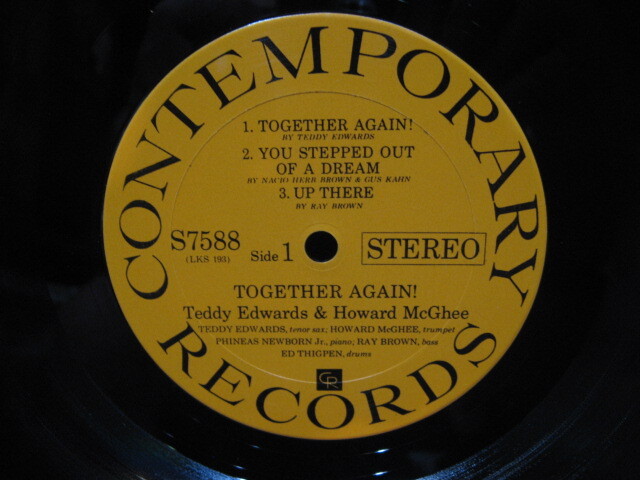 CONTEMPORARY
1. TOGETHER AGAIN!
BY TEDDY EDWARDS
2. YOU STEPPED OUT
OF A DREAM
BY NACIO HERB BROWN & GUS KAHN
3. UP THERE
BY RAY BROWN
S7588
(LKS 193)
Side 1
STEREO
TOGETHER AGAIN!
Teddy Edwards & Howard McGhee
TEDDY EDWARDS, tenor sax; HOWARD McGHEE, trumpet
PHINEAS NEWBORN Jr., piano; RAY BROWN, bass
ED THIGPEN, drums
CR
RECORDS